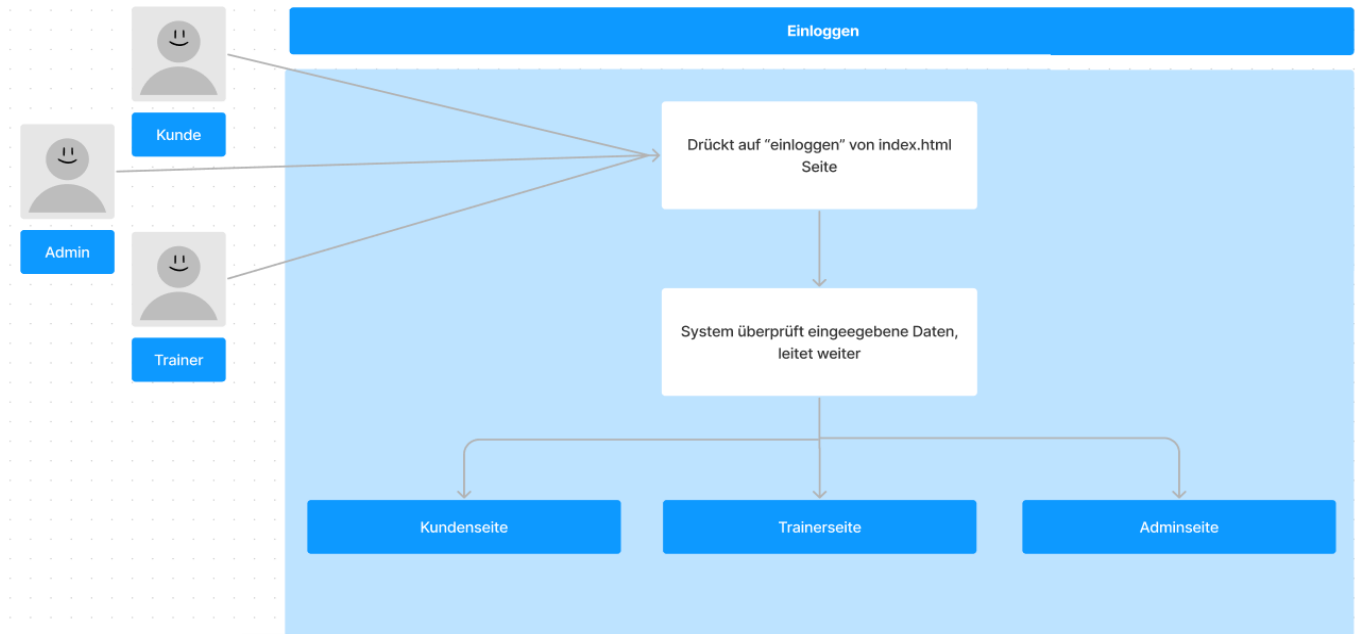 Einloggen
Kunde
Drückt auf “einloggen” von index.html
Seite
Admin
Trainer
System überprüft eingeegebene Daten,
leitet weiter
Kundenseite
Trainerseite
Adminseite